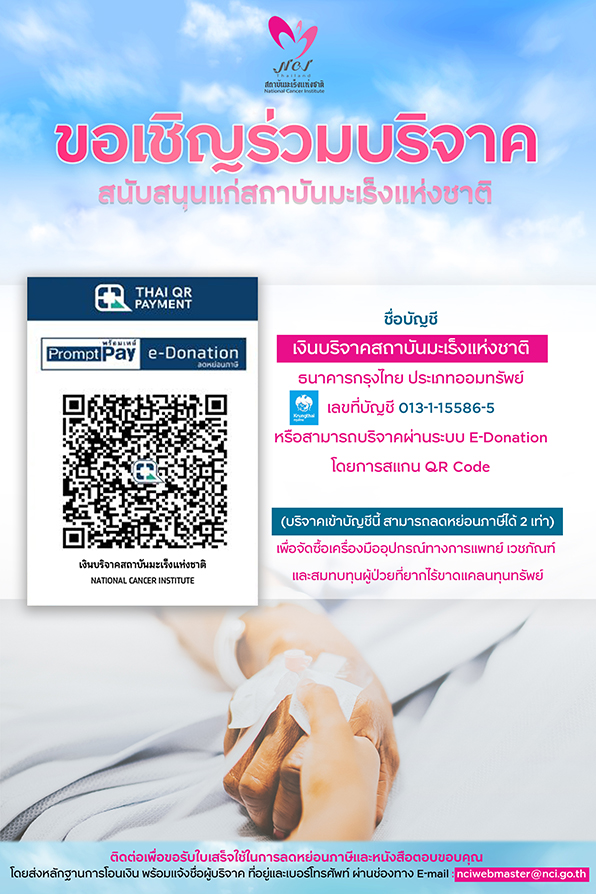 NCI
Thailand
สถาบันมะเร็งแห่งชาติ
National Cancer Institute
ขอเชิญร่วมบริจาค
สนับสนุนแก่สถาบันมะเร็งแห่งชาติ
THAI QR
PAYMENT
พร้อมเพย์
PromptPay e-Donation
ลดหย่อนภาษี
เงินบริจาคสถาบันมะเร็งแห่งชาติ
NATIONAL CANCER INSTITUTE
ชื่อบัญชี
เงินบริจาคสถาบันมะเร็งแห่งชาติ
ธนาคารกรุงไทย ประเภทออมทรัพย์
Krungthai
กรุงไทย
เลขที่บัญชี 013-1-15586-5
หรือสามารถบริจาคผ่านระบบ E-Donation
โดยการสแกน QR Code
(บริจาคเข้าบัญชีนี้ สามารถลดหย่อนภาษีได้ 2 เท่า)
เพื่อจัดซื้อเครื่องมืออุปกรณ์ทางการแพทย์ เวชภัณฑ์
และสมทบทุนผู้ป่วยที่ยากไร้ขาดแคลนทุนทรัพย์
ติดต่อเพื่อขอรับใบเสร็จใช้ในการลดหย่อนภาษีและหนังสือตอบขอบคุณ
โดยส่งหลักฐานการโอนเงิน พร้อมแจ้งชื่อผู้บริจาค ที่อยู่และเบอร์โทรศัพท์ ผ่านช่องทาง E-mail : nciwebmaster@nci.go.th